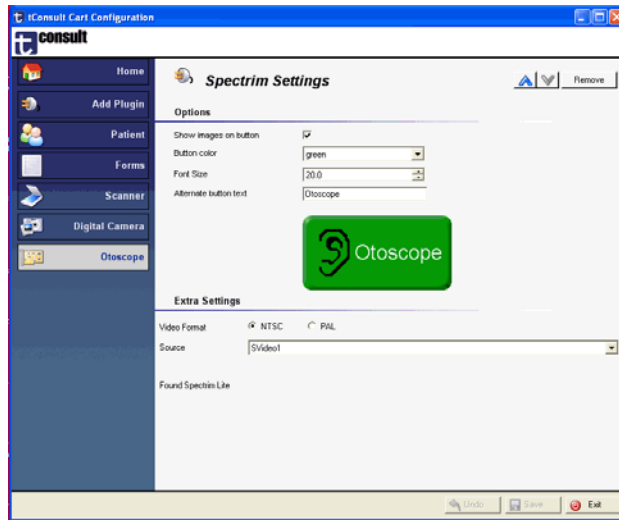 tConsult Cart Configuration
tconsult
Home
Add Plugin
Patient
Forms
Scanner
Digital Camera
Otoscope
Spectrim Settings
Remove
Options
Show images on button
Button color
green
Font Size
20.0
Alternate button text
Otoscope
Otoscope
Extra Settings
Video Format NTSC PAL
Source SVideo1
Found Spectrim Lite
Undo Save Exit